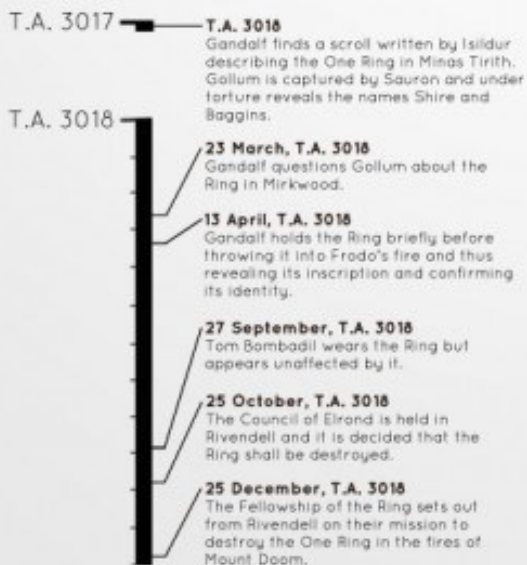 T.A. 3017
T.A. 3018
Gandalf finds a scroll written by Isildur
describing the One Ring in Minas Tirith.
Gollum is captured by Sauron and under
torture reveals the names Shire and
Baggins.
T.A. 3018
23 March, T.A. 3018
Gandalf questions Gollum about the
Ring in Mirkwood.
13 April, T.A. 3018
Gandalf holds the Ring briefly before
throwing it into Frodo's fire and thus
revealing its inscription and confirming
its identity.
27 September, T.A. 3018
Tom Bombadil wears the Ring but
appears unaffected by it.
25 October, T.A. 3018
The Council of Elrond is held in
Rivendell and it is decided that the
Ring shall be destroyed.
25 December, T.A. 3018
The Fellowship of the Ring sets out
from Rivendell on their mission to
destroy the One Ring in the fires of
Mount Doom.